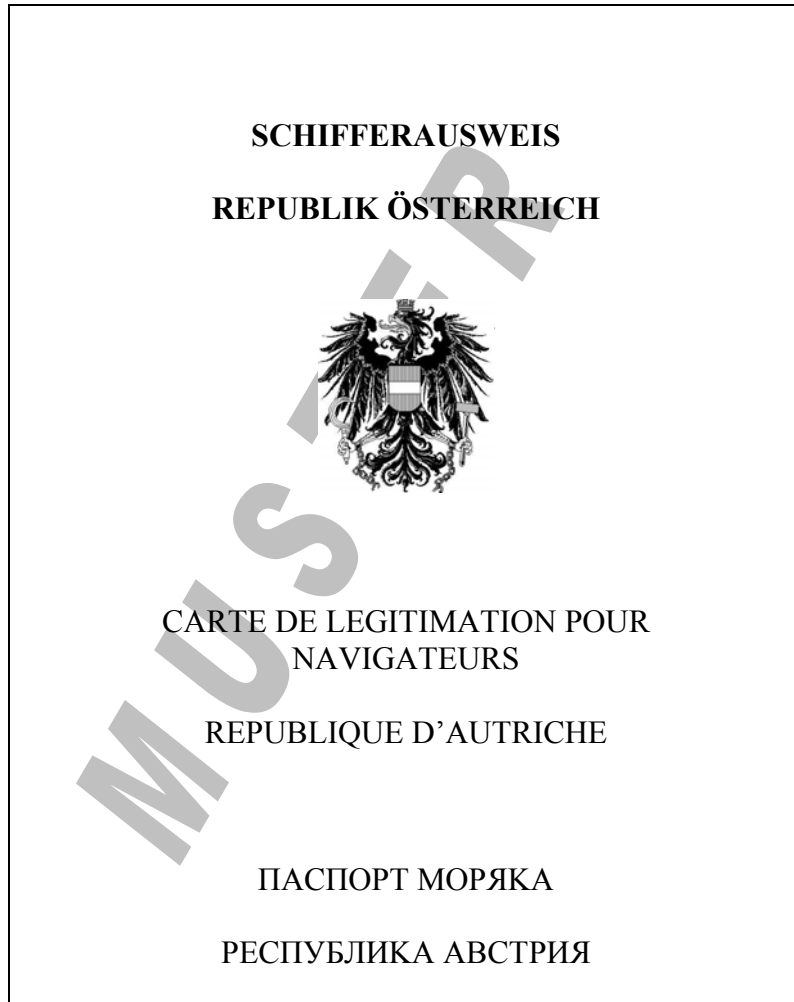 SCHIFFERAUSWEIS
REPUBLIK ÖSTERREICH
MUSTER
CARTE DE LEGITIMATION POUR
NAVIGATEURS
REPUBLIQUE D’AUTRICHE
ПАСПОРТ МОРЯКА
РЕСПУБЛИКА АВСТРИЯ